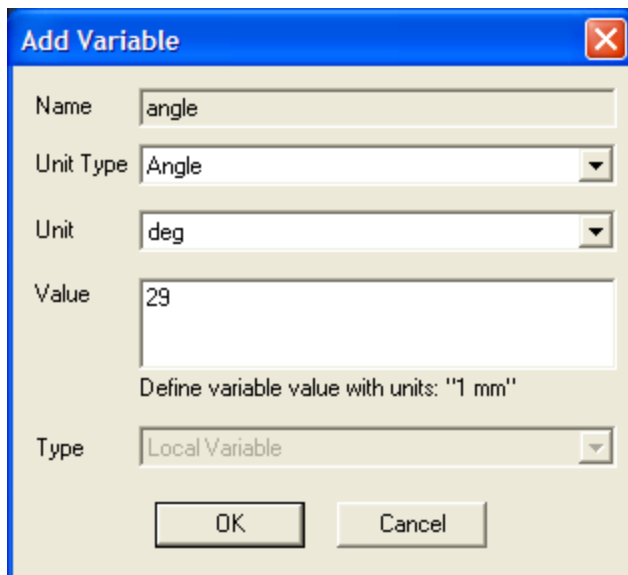 Add Variable
Name angle
Unit Type Angle
Unit deg
Value 29
Define variable value with units: "1 mm"
Type Local Variable
OK Cancel